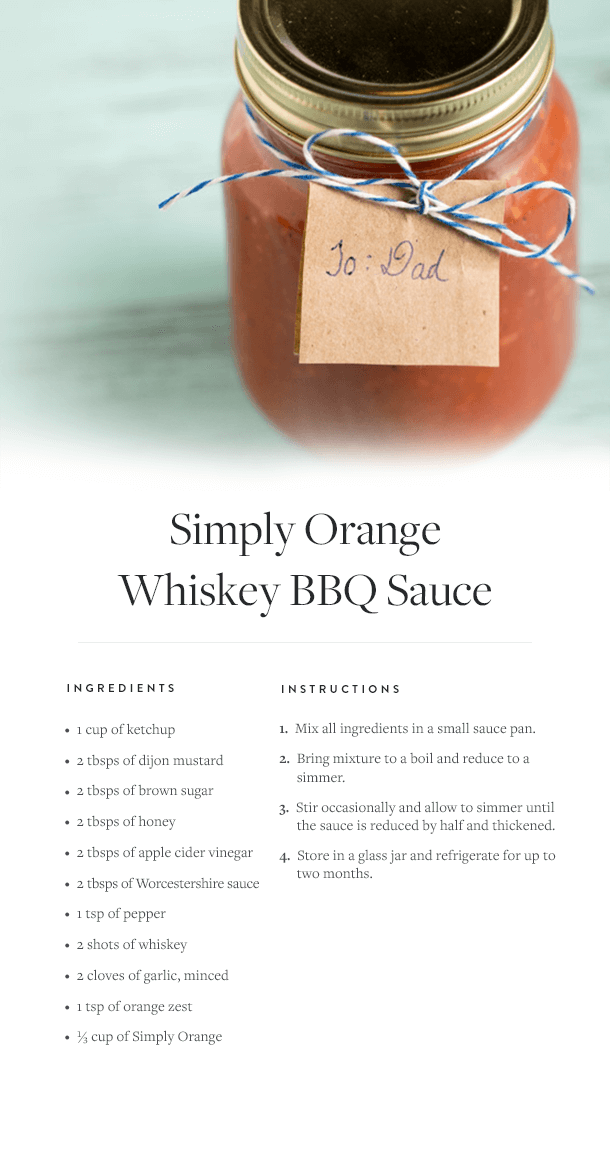 To: Dad
Simply Orange
Whiskey BBQ Sauce
INGREDIENTS
• 1 cup of ketchup
• 2 tbsps of dijon mustard
• 2 tbsps of brown sugar
• 2 tbsps of honey
• 2 tbsps of apple cider vinegar
• 2 tbsps of Worcestershire sauce
• 1 tsp of pepper
• 2 shots of whiskey
• 2 cloves of garlic, minced
• 1 tsp of orange zest
• ⅓ cup of Simply Orange
INSTRUCTIONS
1. Mix all ingredients in a small sauce pan.
2. Bring mixture to a boil and reduce to a
simmer.
3. Stir occasionally and allow to simmer until
the sauce is reduced by half and thickened.
4. Store in a glass jar and refrigerate for up to
two months.